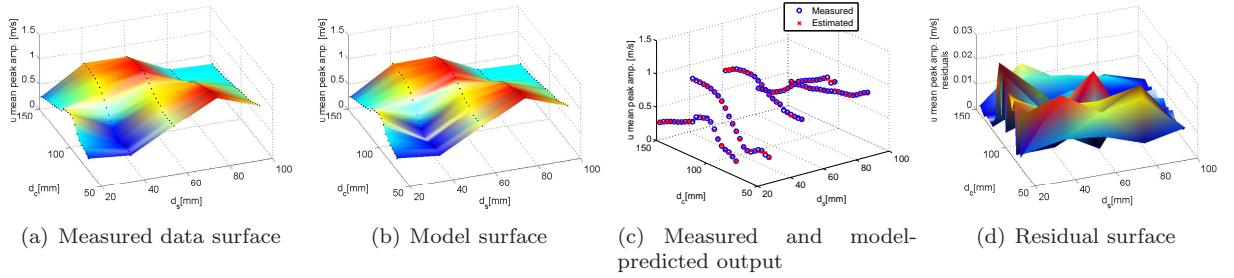 u mean peak amp. [m/s]
1.5
1
0.5
0
150
100
50
d_c[mm]
20
40
60
80
100
d_s[mm]
(a) Measured data surface
u mean peak amp. [m/s]
1.5
1
0.5
0
150
100
50
d_c[mm]
20
40
60
80
100
d_s[mm]
(b) Model surface
Measured
Estimated
u mean peak amp. [m/s]
1.5
1
0.5
0
150
100
50
d_c[mm]
20
40
60
80
100
d_s[mm]
(c) Measured and model-
predicted output
u mean peak amp. [m/s]
residuals
0.03
0.02
0.01
0
150
100
50
d_c[mm]
20
40
60
80
100
d_s[mm]
(d) Residual surface